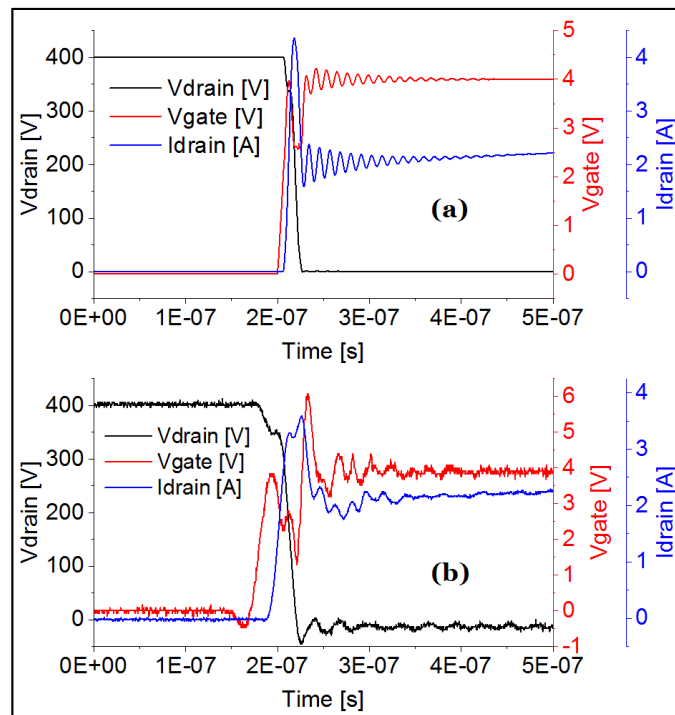 400
300
200
100
0
Vdrain [V]
Vdrain [V]
Vgate [V]
Idrain [A]
(a)
5
4
3
2
1
0
Vgate [V]
4
3
2
1
0
Idrain [A]
0E+00 1E-07 2E-07 3E-07 4E-07 5E-07
Time [s]
400
300
200
100
0
Vdrain [V]
Vdrain [V]
Vgate [V]
Idrain [A]
(b)
6
5
4
3
2
1
0
-1
Vgate [V]
4
3
2
1
0
Idrain [A]
0E+00 1E-07 2E-07 3E-07 4E-07 5E-07
Time [s]